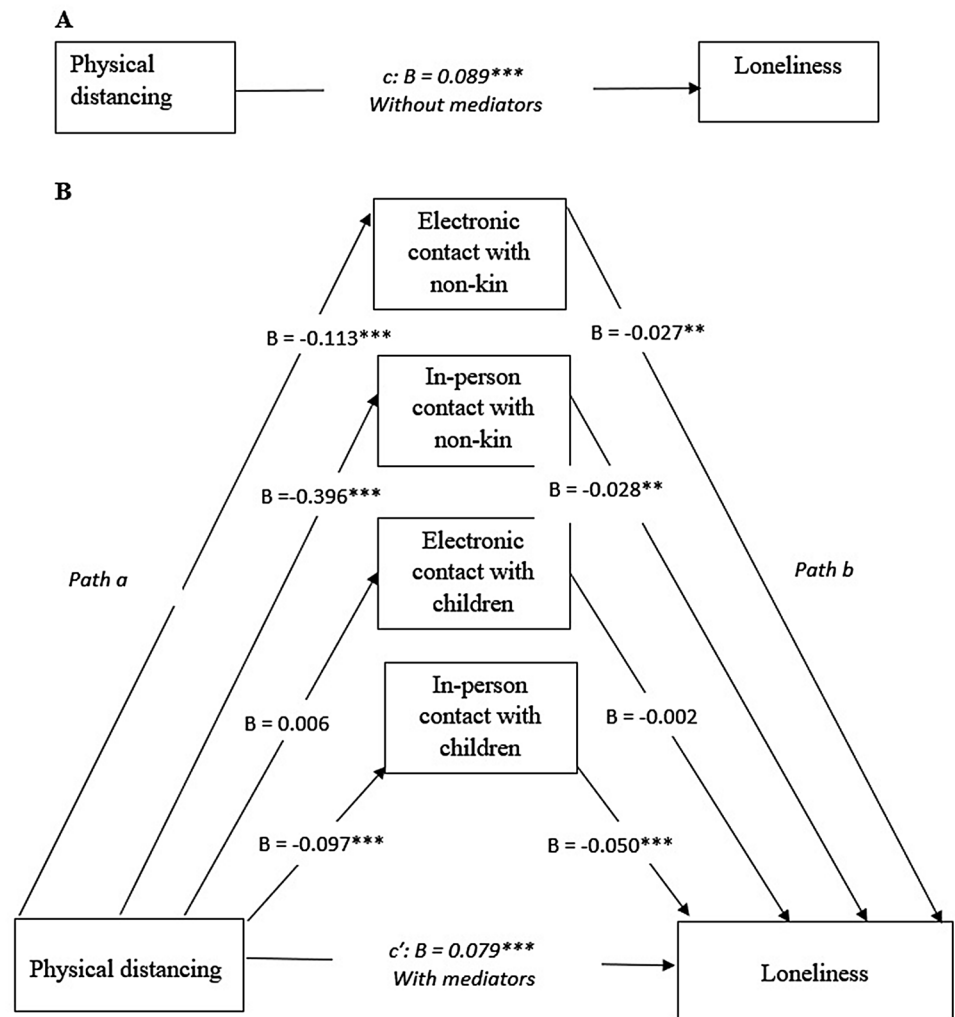 A
Physical
distancing
c: B = 0.089***
Without mediators
Loneliness
B
Electronic
contact with
non-kin
B = -0.113***
B = -0.027**
In-person
contact with
non-kin
B =-0.396***
B = -0.028**
Electronic
contact with
children
Path a
Path b
In-person
contact with
children
B = 0.006
B = -0.002
B = -0.097***
B = -0.050***
Physical distancing
c′: B = 0.079***
With mediators
Loneliness